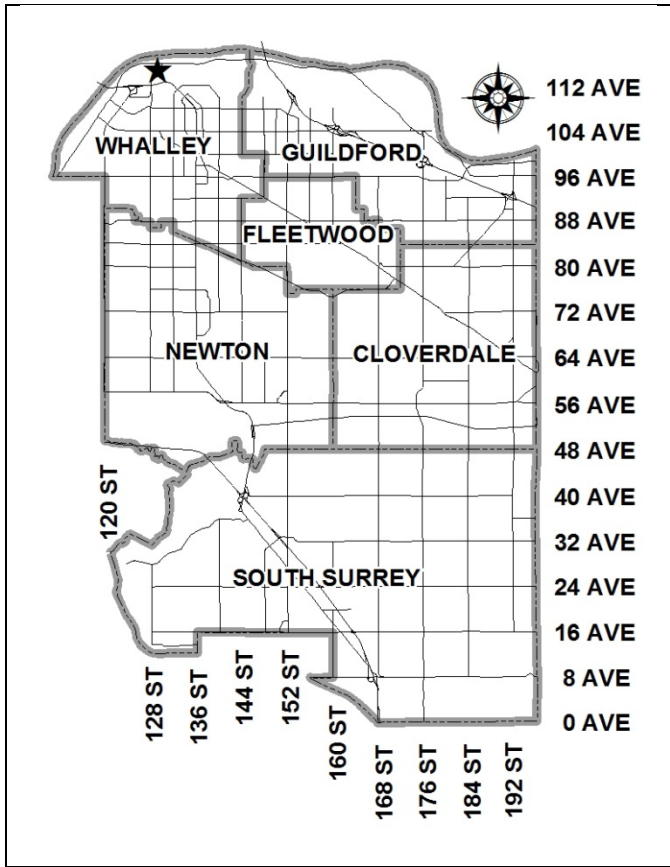 112 AVE
104 AVE
WHALLEY
GUILDFORD
96 AVE
88 AVE
FLEETWOOD
80 AVE
72 AVE
NEWTON
CLOVERDALE
64 AVE
56 AVE
48 AVE
120 ST
40 AVE
32 AVE
SOUTH SURREY
24 AVE
16 AVE
128 ST
136 ST
144 ST
152 ST
160 ST
168 ST
176 ST
184 ST
192 ST
8 AVE
0 AVE